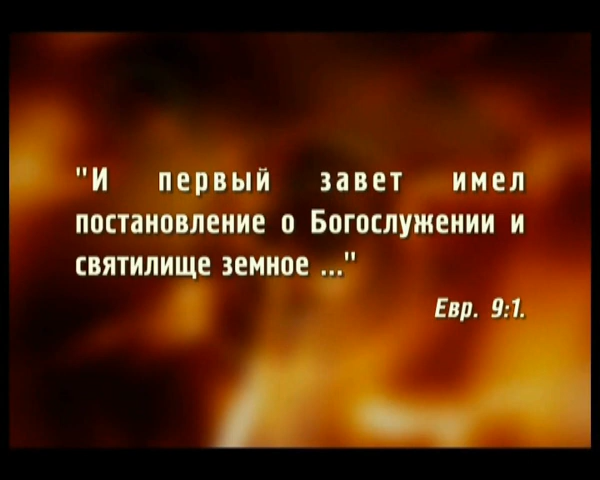 "И первый завет имел
постановление о Богослужении и
святилище земное ..."
Евр. 9:1.